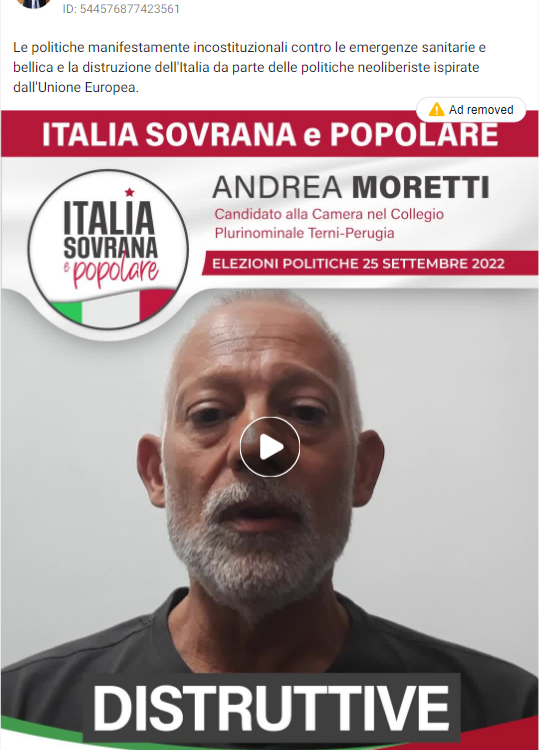 ID: 544576877423561
Le politiche manifestamente incostituzionali contro le emergenze sanitarie e
bellica e la distruzione dell'Italia da parte delle politiche neoliberiste ispirate
dall'Unione Europea.
Ad removed
ITALIA SOVRANA e POPOLARE
ITALIA
SOVRANA
e popolare
ANDREA MORETTI
Candidato alla Camera nel Collegio
Plurinominale Terni-Perugia
ELEZIONI POLITICHE 25 SETTEMBRE 2022
DISTRUTTIVE